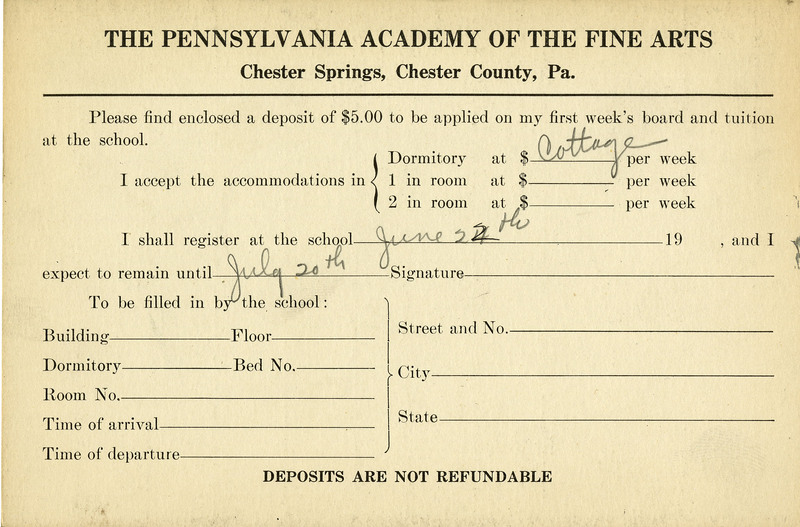 THE PENNSYLVANIA ACADEMY OF THE FINE ARTS
Chester Springs, Chester County, Pa.
Please find enclosed a deposit of $5.00 to be applied on my first week's board and tuition
at the school.
I accept the accommodations in
Dormitory at $ Cottage per week
1 in room at $ per week
2 in room at $ per week
I shall register at the school June 24th 19 , and I
expect to remain until July 20th Signature
To be filled in by the school:
Building Floor
Dormitory Bed No.
Room No.
Time of arrival
Time of departure
Street and No.
City
State
DEPOSITS ARE NOT REFUNDABLE